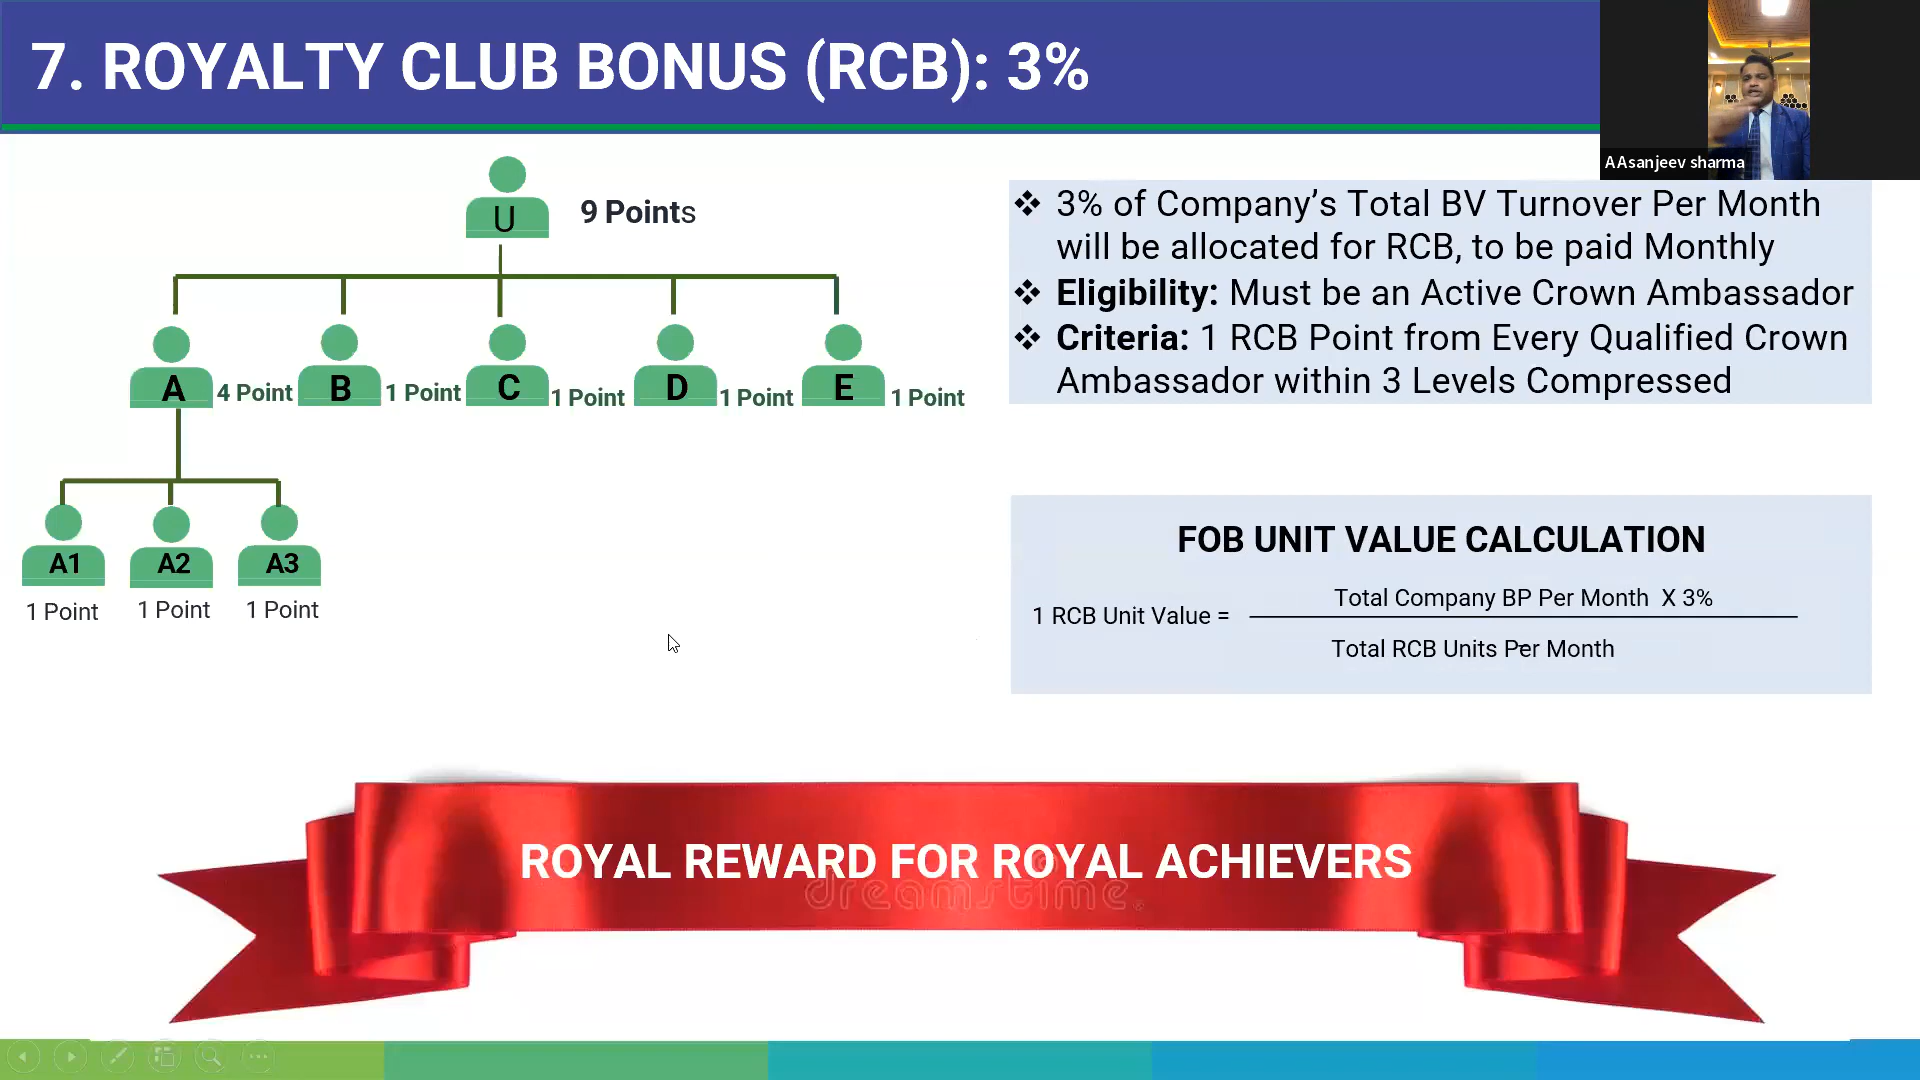 7. ROYALTY CLUB BONUS (RCB): 3%
AAsanjeev sharma
U
9 Points
A
4 Point
B
1 Point
C
1 Point
D
1 Point
E
1 Point
A1
A2
A3
1 Point
1 Point
1 Point
❖ 3% of Company’s Total BV Turnover Per Month
will be allocated for RCB, to be paid Monthly
❖ Eligibility: Must be an Active Crown Ambassador
❖ Criteria: 1 RCB Point from Every Qualified Crown
Ambassador within 3 Levels Compressed
FOB UNIT VALUE CALCULATION
1 RCB Unit Value =
Total Company BP Per Month X 3%
Total RCB Units Per Month
ROYAL REWARD FOR ROYAL ACHIEVERS
dreamstime.